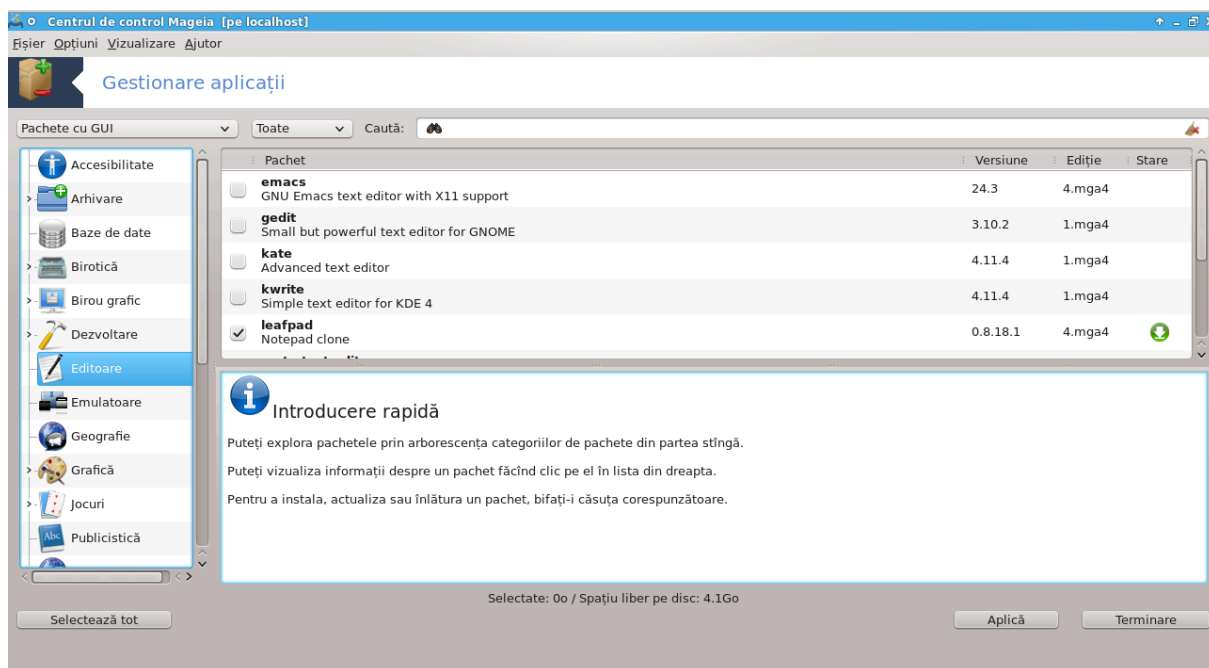 Centrul de control Mageia [pe localhost]
Fișier Opțiuni Vizualizare Ajutor
Gestionare aplicații
Pachete cu GUI Toate Caută:
Accesibilitate
Arhivare
Baze de date
Birotică
Birou grafic
Dezvoltare
Editoare
Emulatoare
Geografie
Grafică
Jocuri
Abc Publicistică
Pachet Versiune Ediție Stare
emacs
GNU Emacs text editor with X11 support 24.3 4.mga4
gedit
Small but powerful text editor for GNOME 3.10.2 1.mga4
kate
Advanced text editor 4.11.4 1.mga4
kwrite
Simple text editor for KDE 4 4.11.4 1.mga4
leafpad
Notepad clone 0.8.18.1 4.mga4
Introducere rapidă
Puteți explora pachetele prin arborescența categoriilor de pachete din partea stîngă.
Puteți vizualiza informații despre un pachet făcînd clic pe el în lista din dreapta.
Pentru a instala, actualiza sau înlătura un pachet, bifați-i căsuța corespunzătoare.
Selectate: 0o / Spațiu liber pe disc: 4.1Go
Selectează tot Aplică Terminare